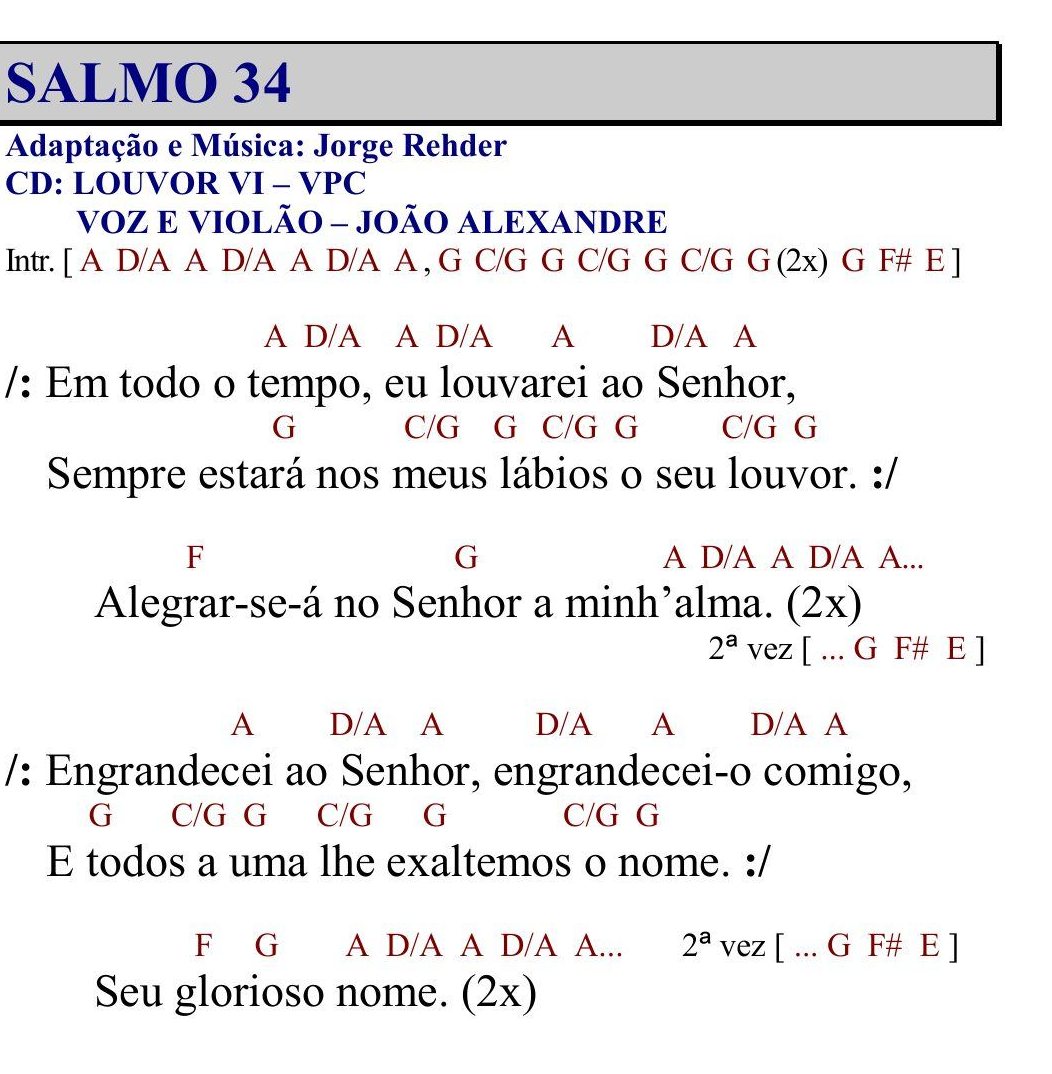 SALMO 34
Adaptação e Música: Jorge Rehder
CD: LOUVOR VI – VPC
VOZ E VIOLÃO – JOÃO ALEXANDRE
Intr. [ A D/A A D/A A D/A A , G C/G G C/G G C/G G (2x) G F# E ]
A D/A A D/A A D/A A
/: Em todo o tempo, eu louvarei ao Senhor,
G C/G G C/G G C/G G
Sempre estará nos meus lábios o seu louvor. :/
F G A D/A A D/A A...
Alegrar-se-á no Senhor a minh’alma. (2x)
2ª vez [ ... G F# E ]
A D/A A D/A A D/A A
/: Engrandecei ao Senhor, engrandecei-o comigo,
G C/G G C/G G C/G G
E todos a uma lhe exaltemos o nome. :/
F G A D/A A D/A A... 2ª vez [ ... G F# E ]
Seu glorioso nome. (2x)